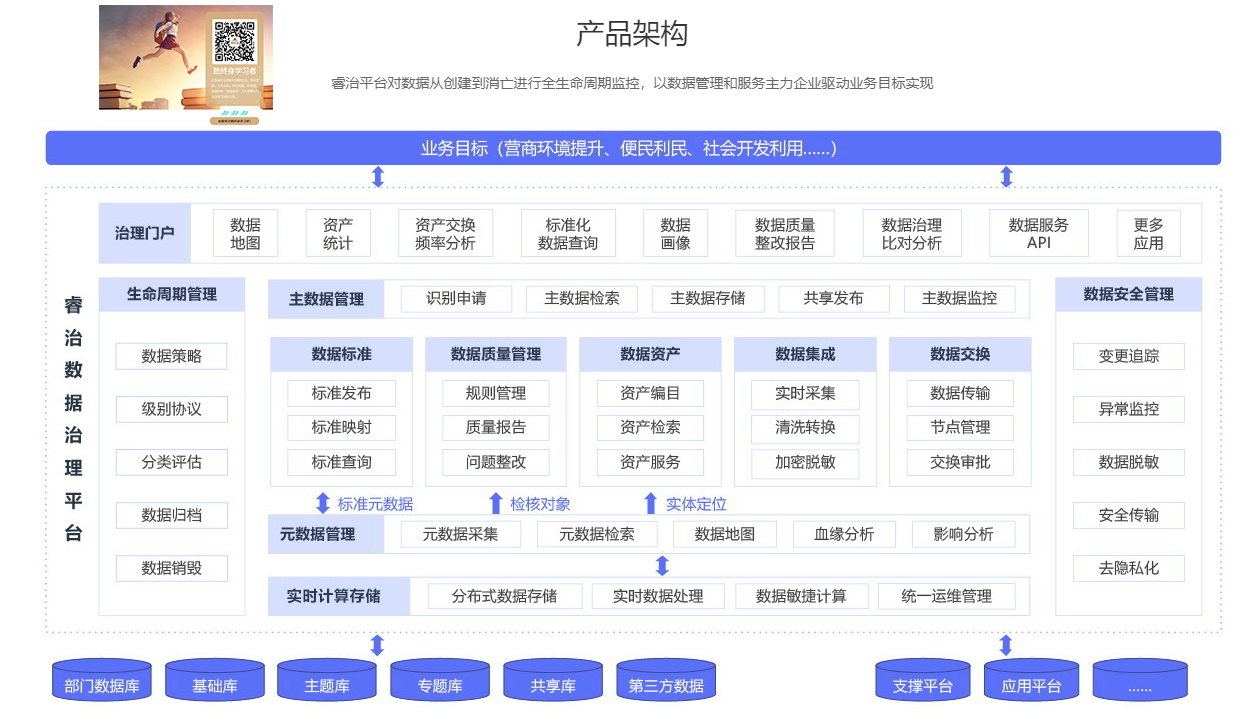 产品架构
致终身学习者
睿治平台对数据从创建到消亡进行全生命周期监控，以数据管理和服务主力企业驱动业务目标实现
业务目标（营商环境提升、便民利民、社会开发利用......）
睿治数据治理平台
治理门户
数据
地图
资产
统计
资产交换
频率分析
标准化
数据查询
数据
画像
数据质量
整改报告
数据治理
比对分析
数据服务
API
更多
应用
生命周期管理
数据策略
级别协议
分类评估
数据归档
数据销毁
主数据管理
识别申请
主数据检索
主数据存储
共享发布
主数据监控
数据标准
标准发布
标准映射
标准查询
数据质量管理
规则管理
质量报告
问题整改
数据资产
资产编目
资产检索
资产服务
数据集成
实时采集
清洗转换
加密脱敏
数据交换
数据传输
节点管理
交换审批
标准元数据
检核对象
实体定位
元数据管理
元数据采集
元数据检索
数据地图
血缘分析
影响分析
实时计算存储
分布式数据存储
实时数据处理
数据敏捷计算
统一运维管理
数据安全管理
变更追踪
异常监控
数据脱敏
安全传输
去隐私化
部门数据库
基础库
主题库
专题库
共享库
第三方数据
支撑平台
应用平台
......